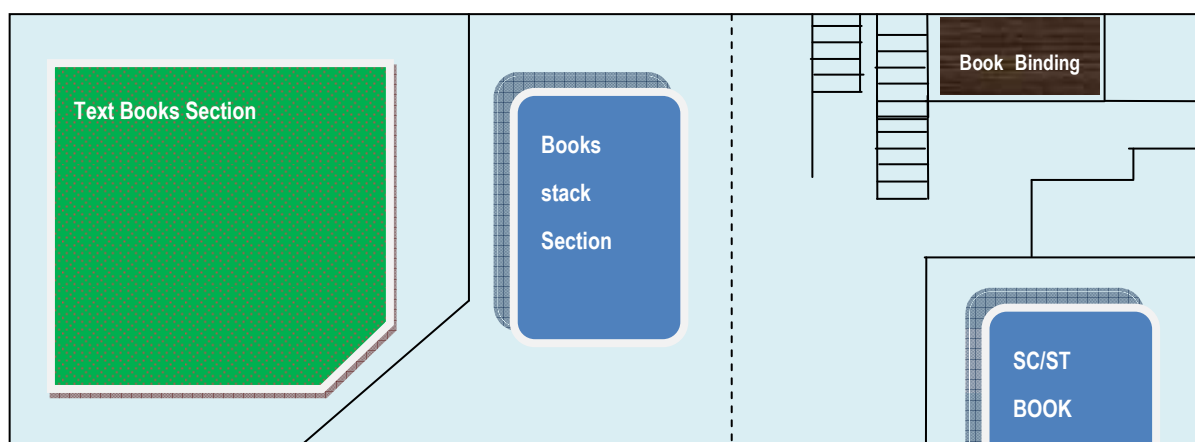 Text Books Section
Books
stack
Section
Book Binding
SC/ST
BOOK